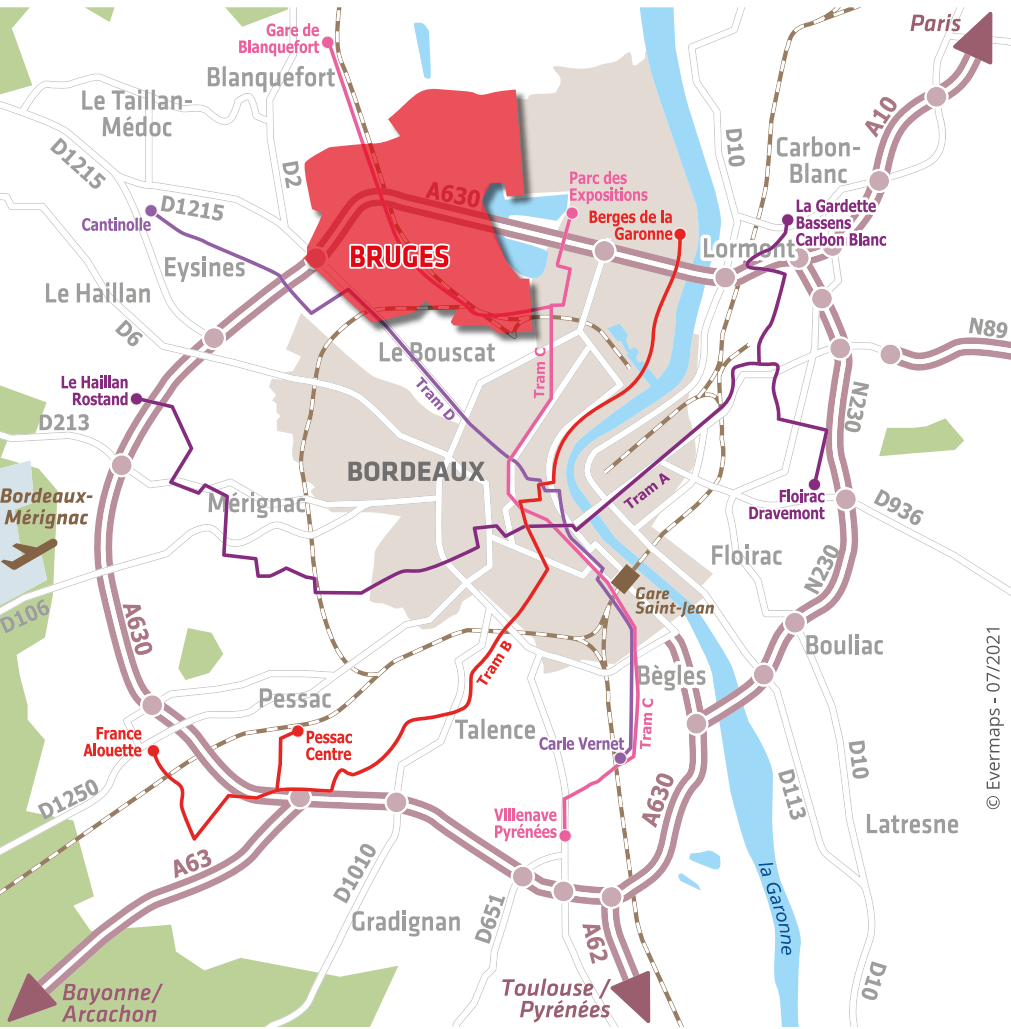 Paris
Gare de
Blanquefort
Blanquefort
Le Taillan-
Médoc
D1215
D2
D10
A10
Carbon-
Blanc
Cantinolle
D1215
A630
Parc des
Expositions
Berges de la
Garonne
La Gardette
Bassens
Carbon Blanc
Lormont
Eysines
BRUGES
Le Haillan
D6
N89
Le Bouscat
Tram C
Tram D
Le Haillan
Rostand
D213
N230
BORDEAUX
Tram A
Bordeaux-
Mérignac
Mérignac
Floirac
Dravemont
D936
Floirac
N230
Gare
Saint-Jean
D106
A630
Tram B
Bouliac
Bègles
Pessac
Talence
Tram C
France
Alouette
Pessac
Centre
Carle Vernet
D10
D1250
A630
D113
Villenave
Pyrénées
Latresne
A63
D1010
la Garonne
Gradignan
D651
A62
D10
Bayonne/
Arcachon
Toulouse /
Pyrénées
© Evermaps - 07/2021